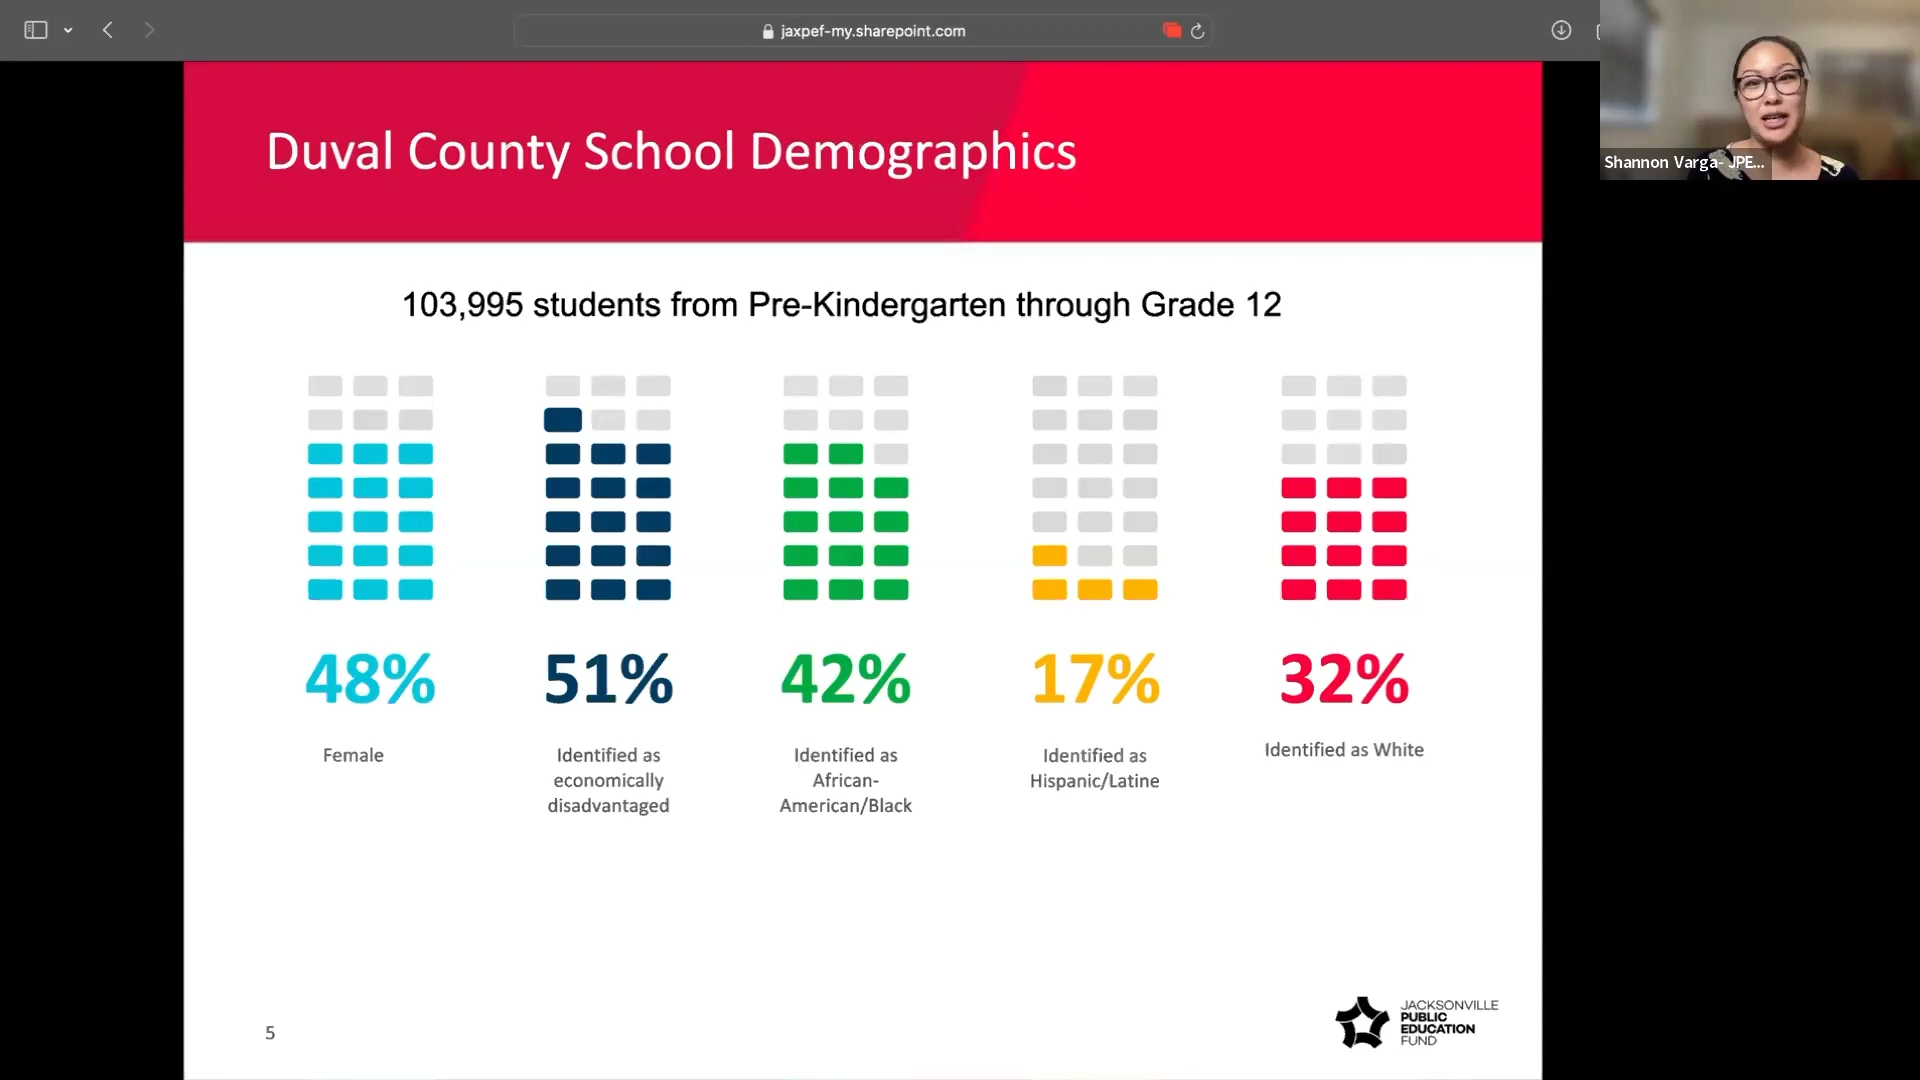 jaxpef-my.sharepoint.com
Shannon Varga- JPE...
Duval County School Demographics
103,995 students from Pre-Kindergarten through Grade 12
48%
51%
42%
17%
32%
Female
Identified as
economically
disadvantaged
Identified as
African-
American/Black
Identified as
Hispanic/Latine
Identified as White
5
JACKSONVILLE
PUBLIC
EDUCATION
FUND